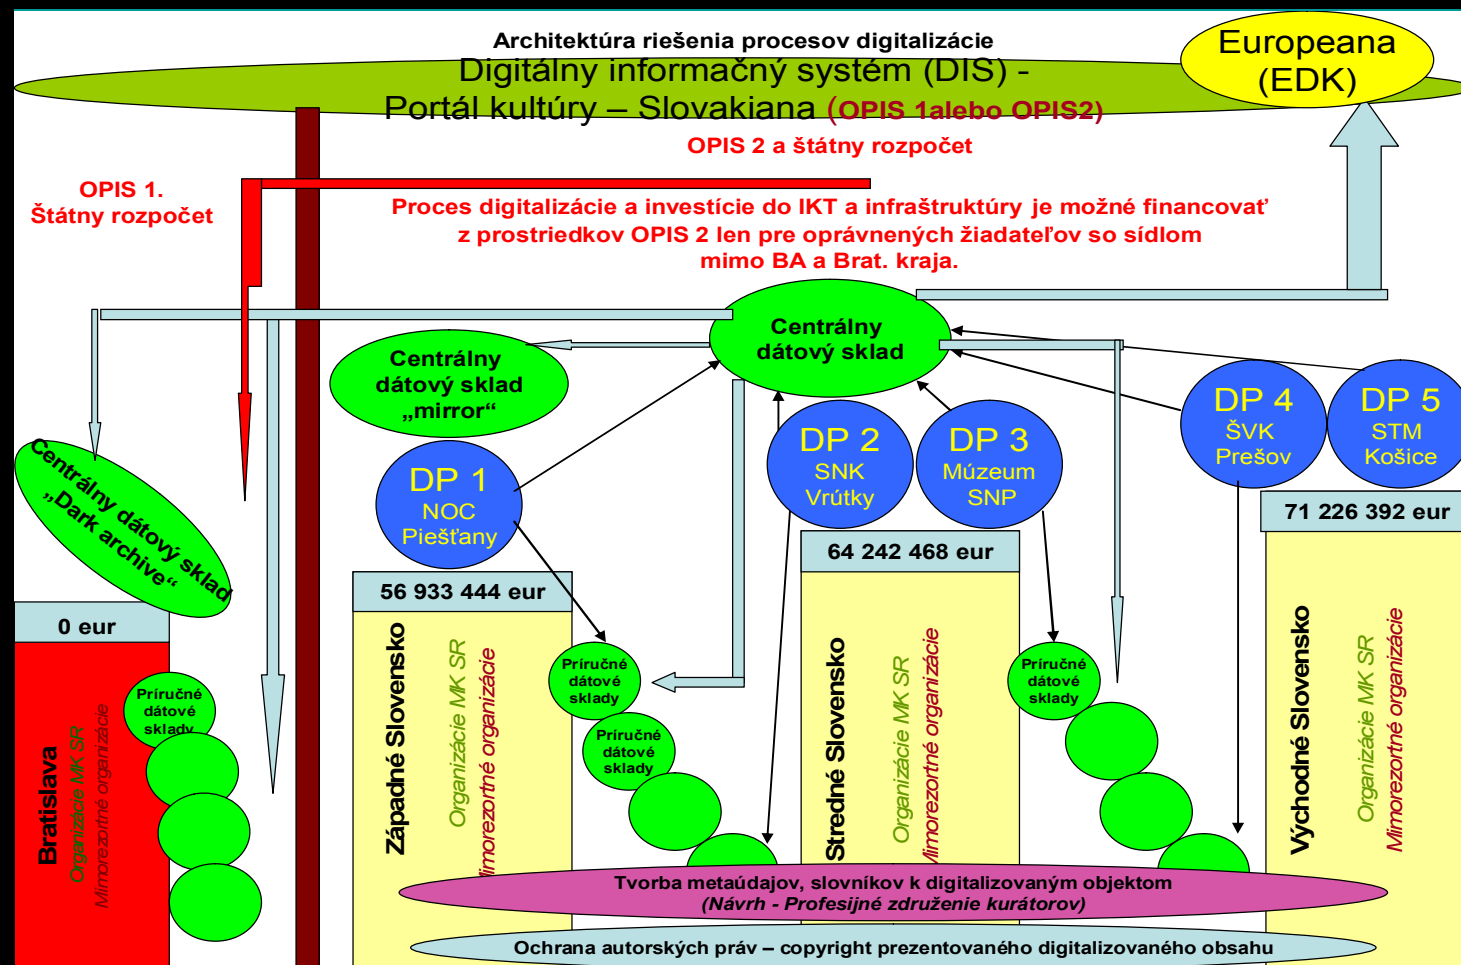 Architektúra riešenia procesov digitalizácie
Digitálny informačný systém (DIS) -
Portál kultúry – Slovakiana (OPIS 1alebo OPIS2)
Europeana
(EDK)
OPIS 2 a štátny rozpočet
OPIS 1.
Štátny rozpočet
Proces digitalizácie a investície do IKT a infraštruktúry je možné financovať
z prostriedkov OPIS 2 len pre oprávnených žiadateľov so sídlom
mimo BA a Brat. kraja.
Centrálny
dátový sklad
Centrálny
dátový sklad
„mirror“
Centrálny dátový sklad
„Dark archive“
DP 1
NOC
Piešťany
DP 2
SNK
Vrútky
DP 3
Múzeum
SNP
DP 4
ŠVK
Prešov
DP 5
STM
Košice
0 eur
56 933 444 eur
64 242 468 eur
71 226 392 eur
Bratislava
Organizácie MK SR
Mimorezortné organizácie
Príručné
dátové
sklady
Západné Slovensko
Organizácie MK SR
Mimorezortné organizácie
Príručné
dátové
sklady
Príručné
dátové
sklady
Stredné Slovensko
Organizácie MK SR
Mimorezortné organizácie
Príručné
dátové
sklady
Východné Slovensko
Organizácie MK SR
Mimorezortné organizácie
Tvorba metaúdajov, slovníkov k digitalizovaným objektom
(Návrh - Profesijné združenie kurátorov)
Ochrana autorských práv – copyright prezentovaného digitalizovaného obsahu